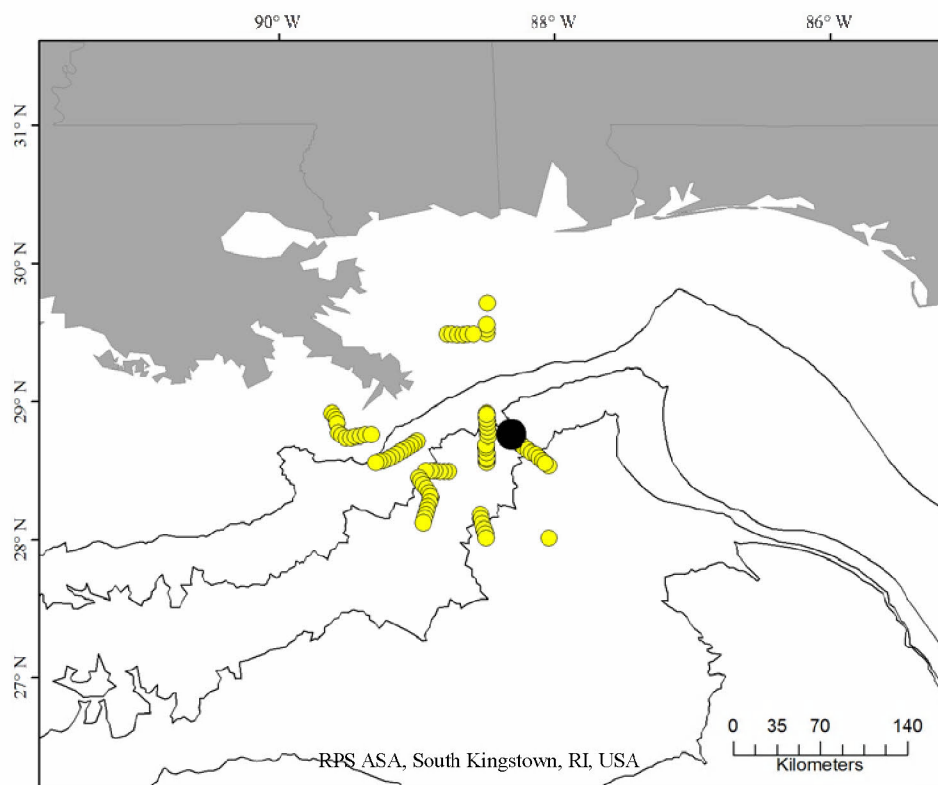 90° W 88° W 86° W
31° N
30° N
29° N
28° N
27° N
0 35 70 140
Kilometers
RPS ASA, South Kingstown, RI, USA